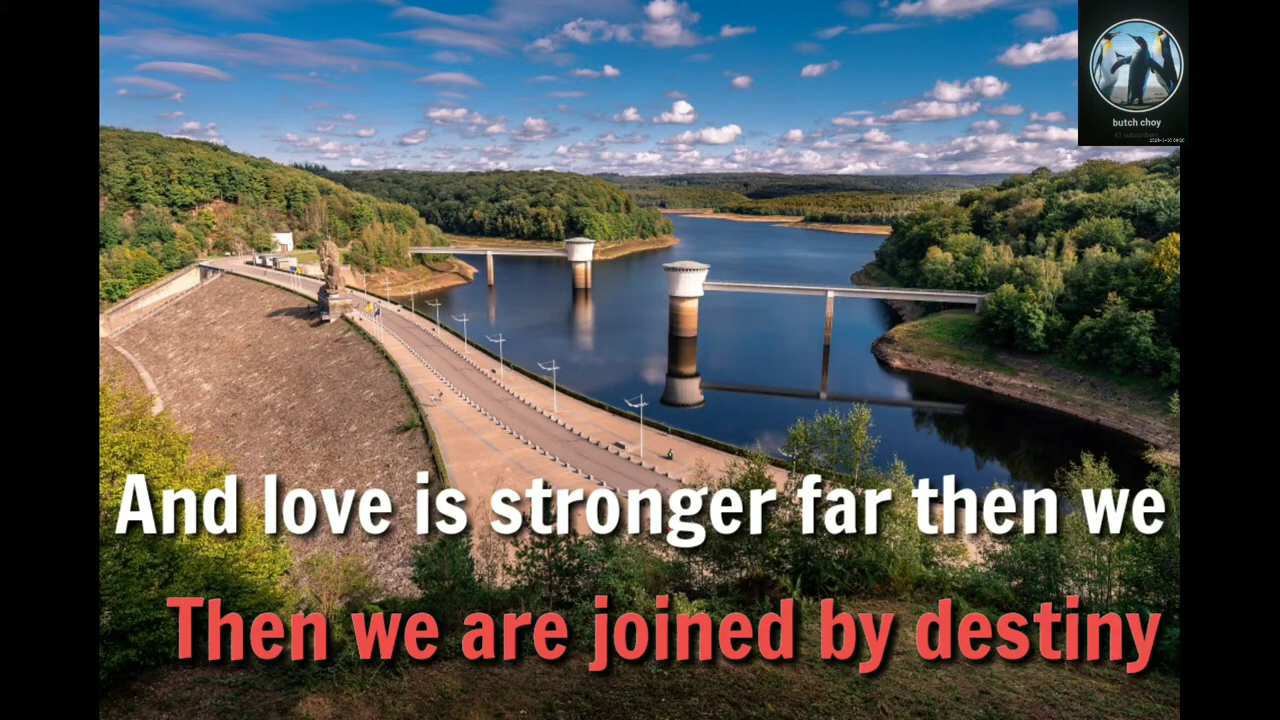 butch choy
And love is stronger far then we
Then we are joined by destiny